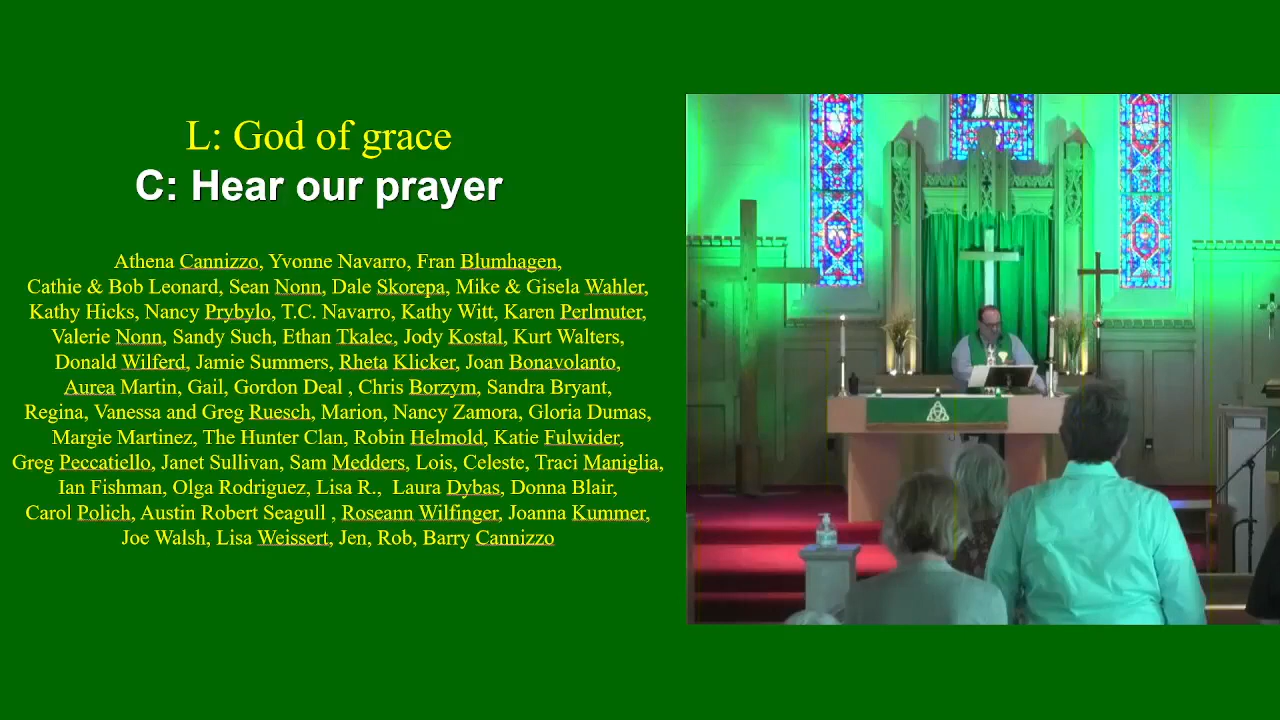 L: God of grace
C: Hear our prayer
Athena Cannizzo, Yvonne Navarro, Fran Blumhagen,
Cathie & Bob Leonard, Sean Nonn, Dale Skorepa, Mike & Gisela Wahler,
Kathy Hicks, Nancy Prybylo, T.C. Navarro, Kathy Witt, Karen Perlmuter,
Valerie Nonn, Sandy Such, Ethan Tkalec, Jody Kostal, Kurt Walters,
Donald Wilferd, Jamie Summers, Rheta Klicker, Joan Bonavolanto,
Aurea Martin, Gail, Gordon Deal , Chris Borzym, Sandra Bryant,
Regina, Vanessa and Greg Ruesch, Marion, Nancy Zamora, Gloria Dumas,
Margie Martinez, The Hunter Clan, Robin Helmold, Katie Fulwider,
Greg Peccatiello, Janet Sullivan, Sam Medders, Lois, Celeste, Traci Maniglia,
Ian Fishman, Olga Rodriguez, Lisa R.,  Laura Dybas, Donna Blair,
Carol Polich, Austin Robert Seagull , Roseann Wilfinger, Joanna Kummer,
Joe Walsh, Lisa Weissert, Jen, Rob, Barry Cannizzo